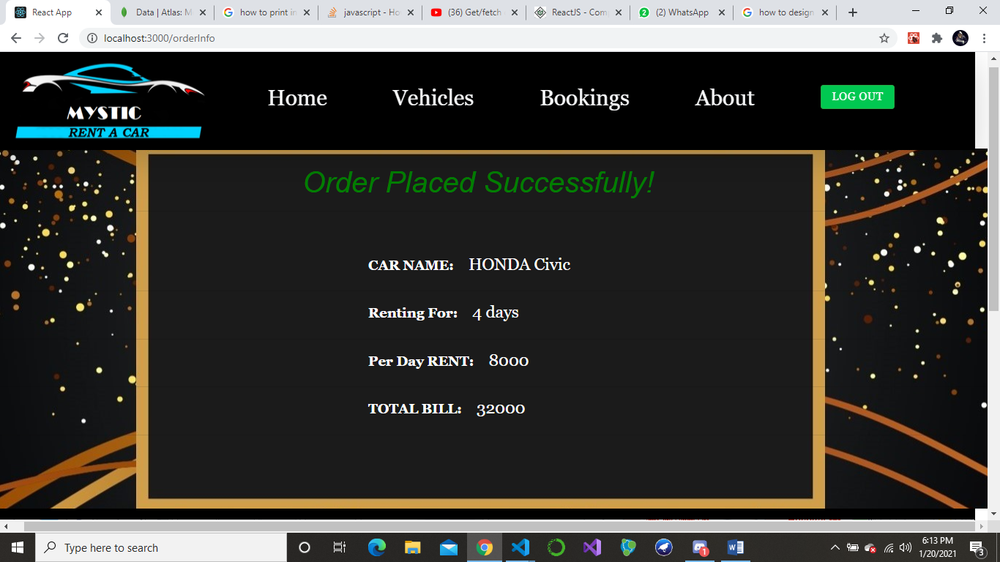 React App
Data | Atlas: M
how to print in
javascript - Ho
(36) Get/fetch
ReactJS - Comp
(2) WhatsApp
how to design
localhost:3000/orderInfo
MYSTIC
RENT A CAR
Home Vehicles Bookings About LOG OUT
Order Placed Successfully!
CAR NAME: HONDA Civic
Renting For: 4 days
Per Day RENT: 8000
TOTAL BILL: 32000
Type here to search
6:13 PM
1/20/2021